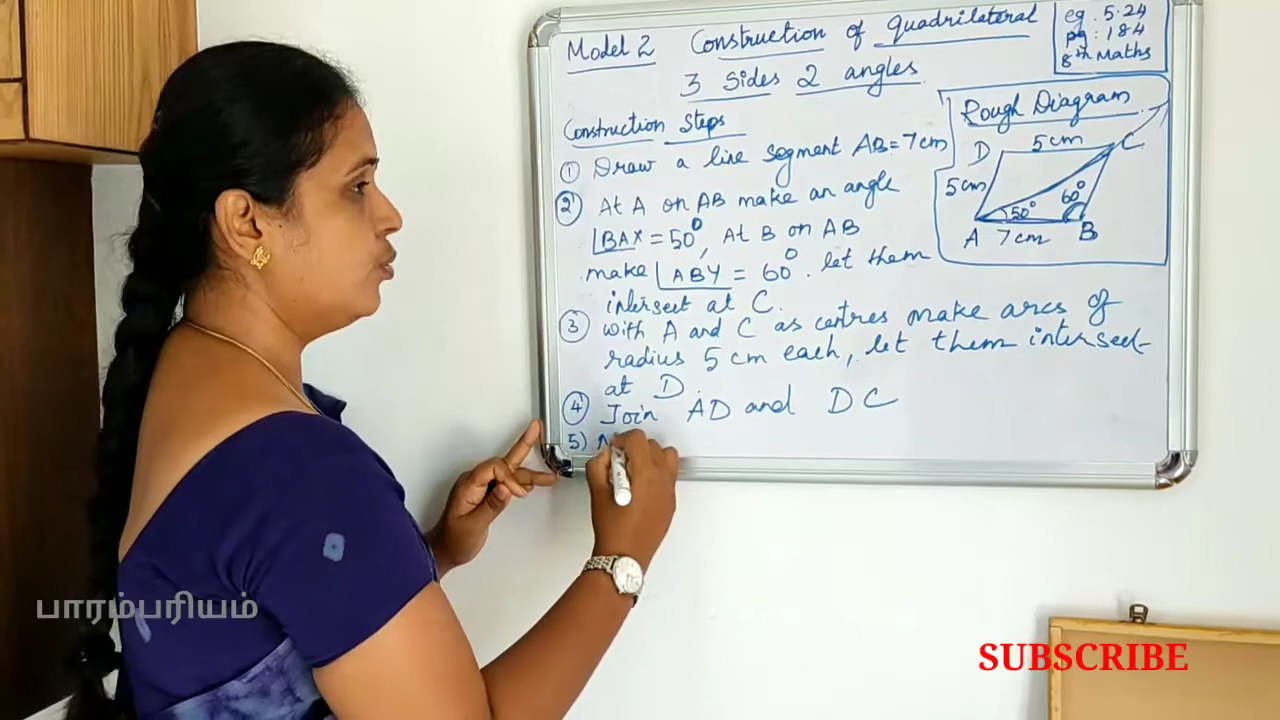 Model 2 Construction of quadrilateral
3 Sides 2 angles
eg. 5.24
pg: 184
8th Maths
Construction Steps
① Draw a line segment AB = 7cm
② At A on AB make an angle
∠BAX = 50°, At B on AB
make ∠ABY = 60°. let them
intersect at C.
③ with A and C as centres make arcs of
radius 5 cm each, let them intersect
at D.
④ Join AD and DC
5)
Rough Diagram
D 5cm C
5cm
50° 60°
A 7cm B
பாரம்பரியம்
SUBSCRIBE